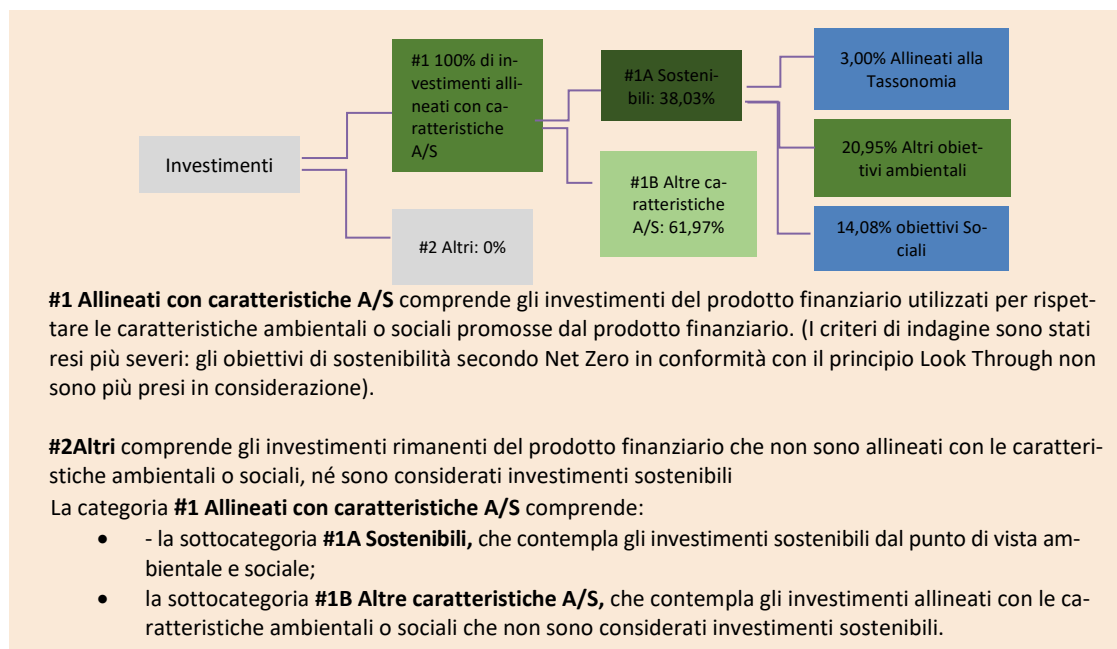 #1 100% di in-
vestimenti alli-
neati con ca-
ratteristiche
A/S
#1A Sosteni-
bili: 38,03%
3,00% Allineati alla
Tassonomia
Investimenti
20,95% Altri obiet-
tivi ambientali
#1B Altre ca-
ratteristiche
A/S: 61,97%
#2 Altri: 0%
14,08% obiettivi So-
ciali
#1 Allineati con caratteristiche A/S comprende gli investimenti del prodotto finanziario utilizzati per rispet-
tare le caratteristiche ambientali o sociali promosse dal prodotto finanziario. (I criteri di indagine sono stati
resi più severi: gli obiettivi di sostenibilità secondo Net Zero in conformità con il principio Look Through non
sono più presi in considerazione).
#2Altri comprende gli investimenti rimanenti del prodotto finanziario che non sono allineati con le caratteri-
stiche ambientali o sociali, né sono considerati investimenti sostenibili
La categoria #1 Allineati con caratteristiche A/S comprende:
• - la sottocategoria #1A Sostenibili, che contempla gli investimenti sostenibili dal punto di vista am-
bientale e sociale;
• la sottocategoria #1B Altre caratteristiche A/S, che contempla gli investimenti allineati con le ca-
ratteristiche ambientali o sociali che non sono considerati investimenti sostenibili.